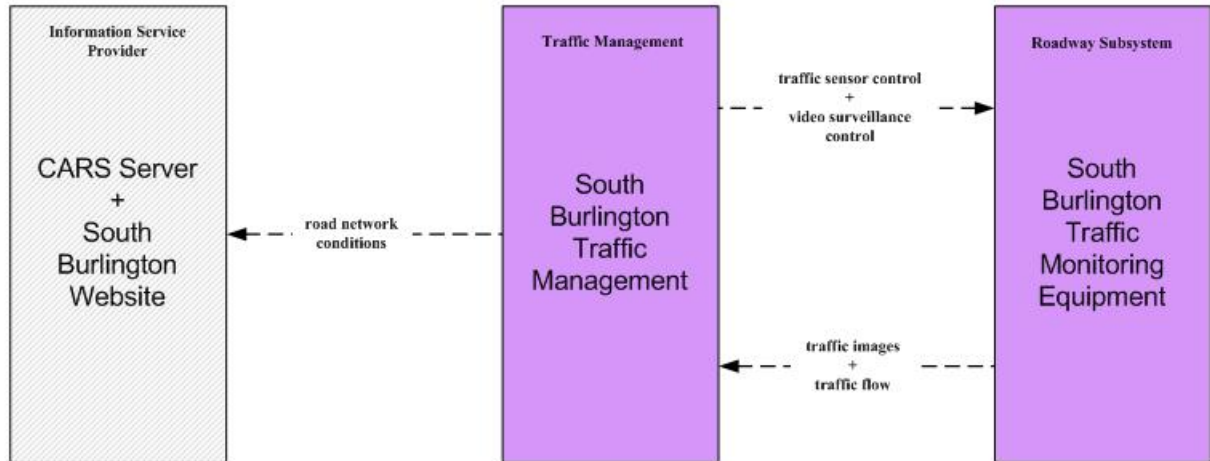 Information Service
Provider
CARS Server
+
South
Burlington
Website
road network
conditions
Traffic Management
South
Burlington
Traffic
Management
traffic sensor control
+
video surveillance
control
traffic images
+
traffic flow
Roadway Subsystem
South
Burlington
Traffic
Monitoring
Equipment